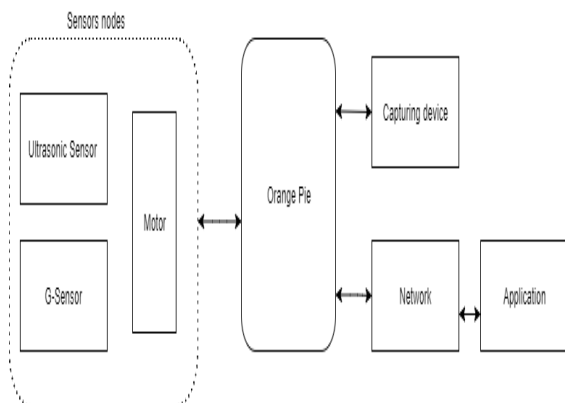 Sensors nodes
Ultrasonic Sensor
Motor
G-Sensor
Orange Pie
Capturing device
Network
Application